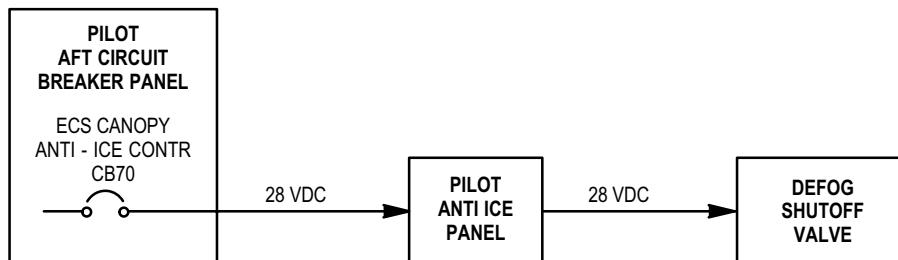 PILOT
AFT CIRCUIT
BREAKER PANEL
ECS CANOPY
ANTI - ICE CONTR
CB70
28 VDC
PILOT
ANTI ICE
PANEL
28 VDC
DEFOG
SHUTOFF
VALVE